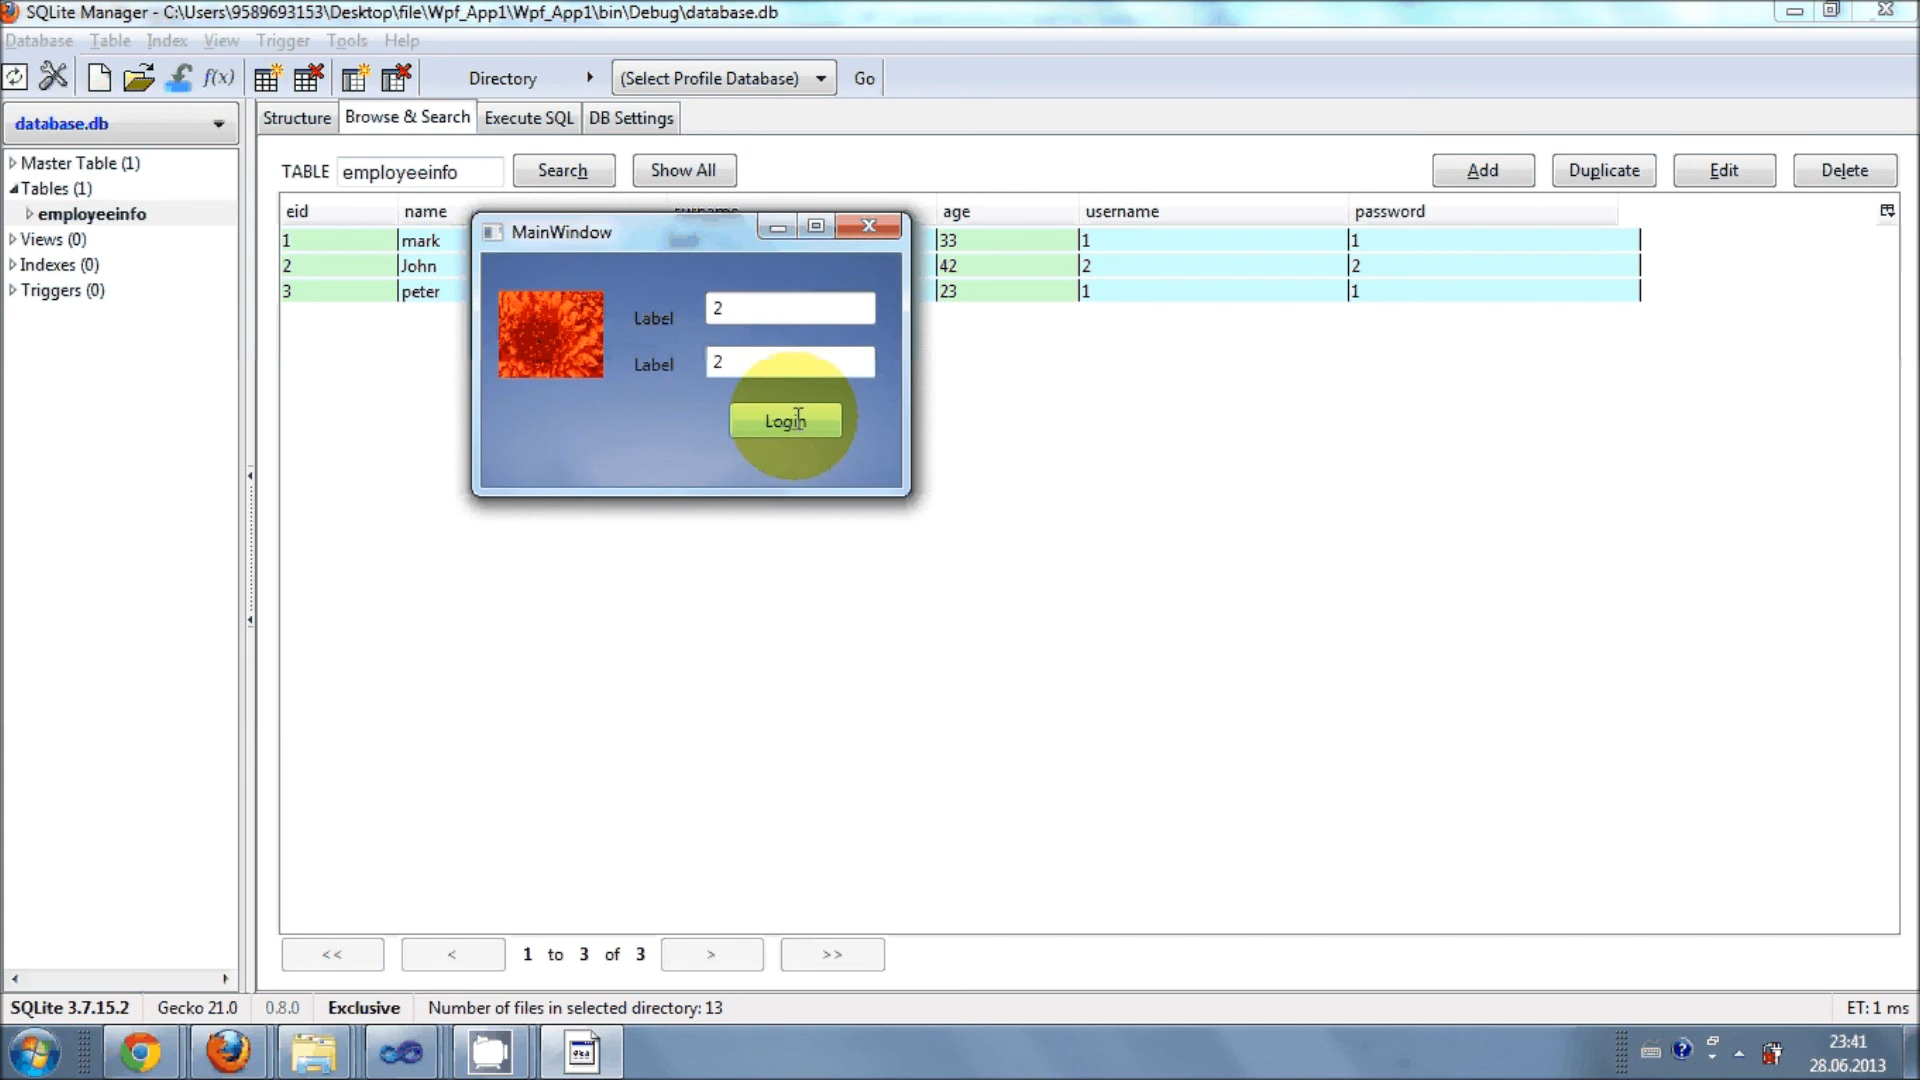 SQLite Manager - C:\Users\9589693153\Desktop\file\Wpf_App1\Wpf_App1\bin\Debug\database.db
Database Table Index View Trigger Tools Help
f(x) Directory (Select Profile Database) Go
database.db
Structure Browse & Search Execute SQL DB Settings
Master Table (1)
Tables (1)
employeeinfo
Views (0)
Indexes (0)
Triggers (0)
TABLE employeeinfo Search Show All Add Duplicate Edit Delete
eid name surname age username password
1 mark 33 1 1
2 John 42 2 2
3 peter 23 1 1
MainWindow
Label 2
Label 2
Login
<< < 1 to 3 of 3 > >>
SQLite 3.7.15.2 Gecko 21.0 0.8.0 Exclusive Number of files in selected directory: 13 ET: 1 ms
23:41
28.06.2013